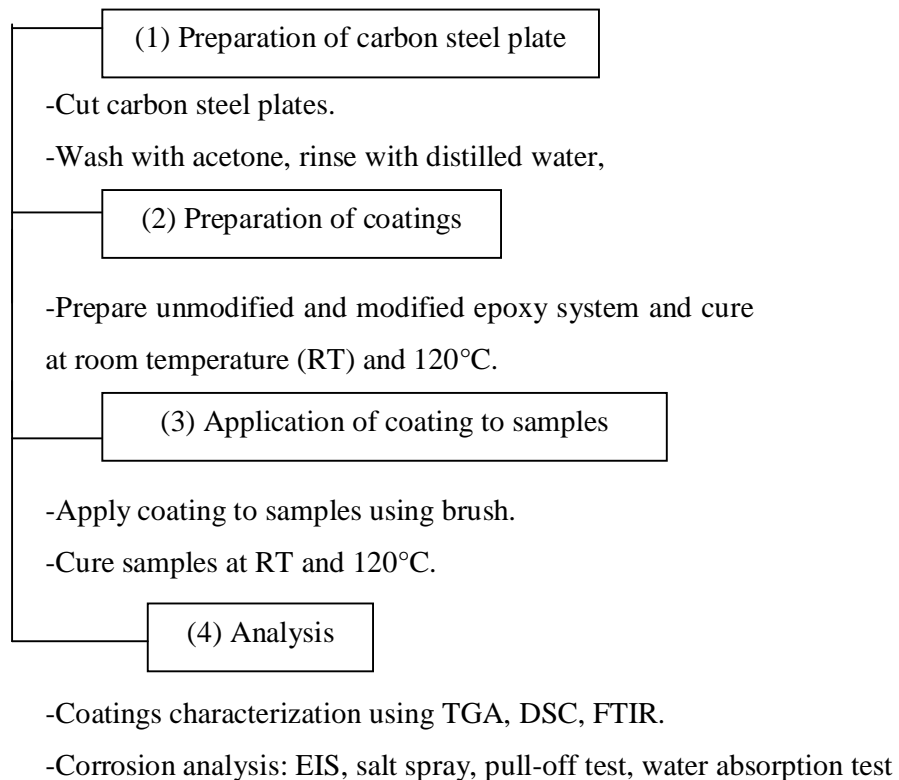 (1) Preparation of carbon steel plate
-Cut carbon steel plates.
-Wash with acetone, rinse with distilled water,
(2) Preparation of coatings
-Prepare unmodified and modified epoxy system and cure
at room temperature (RT) and 120°C.
(3) Application of coating to samples
-Apply coating to samples using brush.
-Cure samples at RT and 120°C.
(4) Analysis
-Coatings characterization using TGA, DSC, FTIR.
-Corrosion analysis: EIS, salt spray, pull-off test, water absorption test